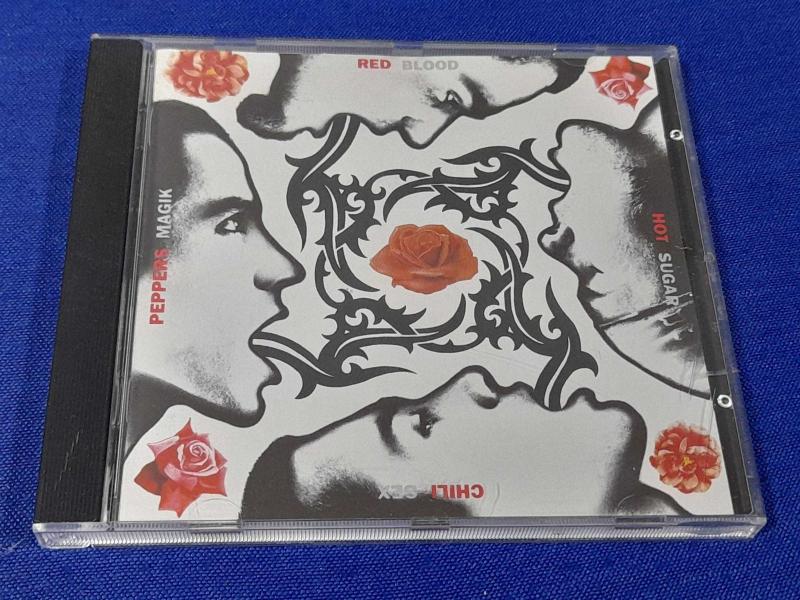 RED BLOOD
HOT SUGAR
CHILI SEX
PEPPERS MAGIK